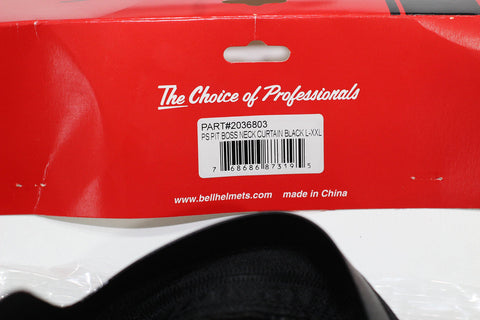 The Choice of Professionals
PART#2036803
PS PIT BOSS NECK CURTAIN BLACK L-XXL
7 68686 87319 5
www.bellhelmets.com made in China